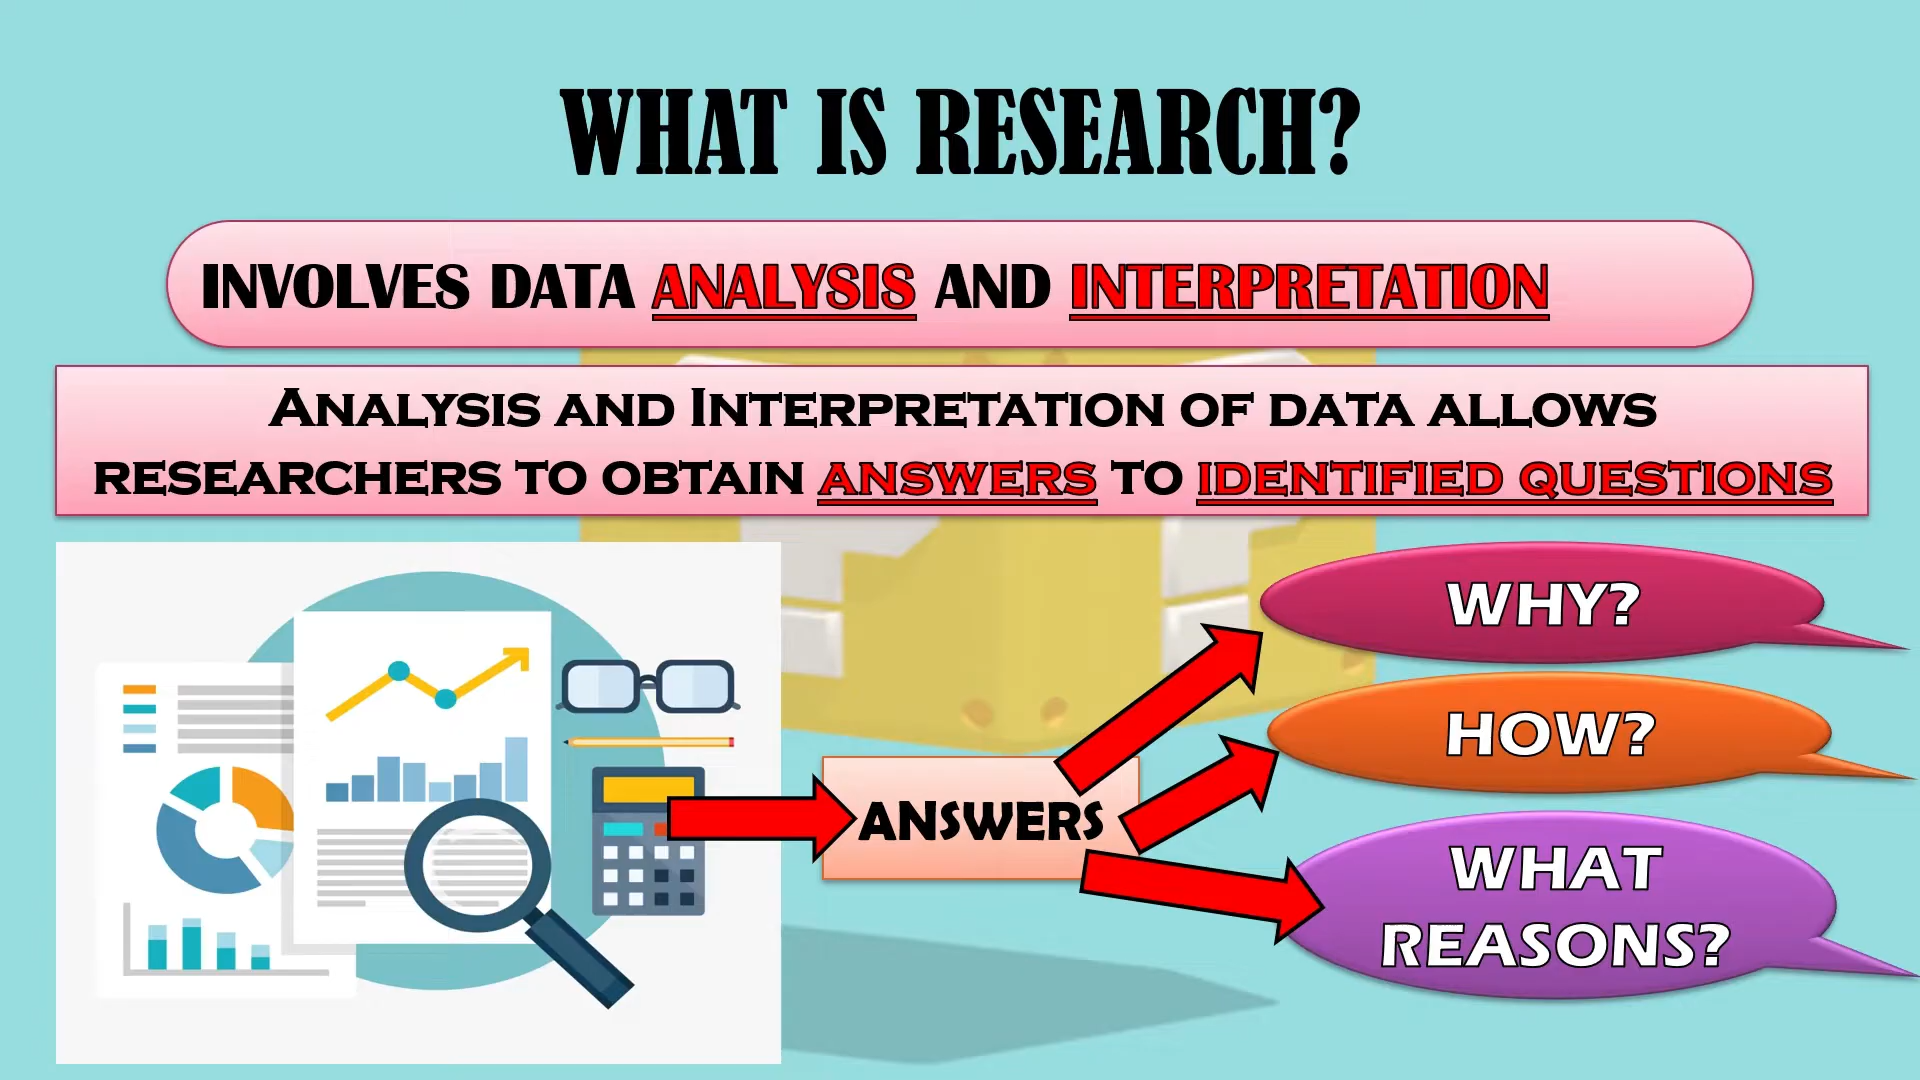 WHAT IS RESEARCH?
INVOLVES DATA ANALYSIS AND INTERPRETATION
ANALYSIS AND INTERPRETATION OF DATA ALLOWS
RESEARCHERS TO OBTAIN ANSWERS TO IDENTIFIED QUESTIONS
WHY?
HOW?
ANSWERS
WHAT
REASONS?